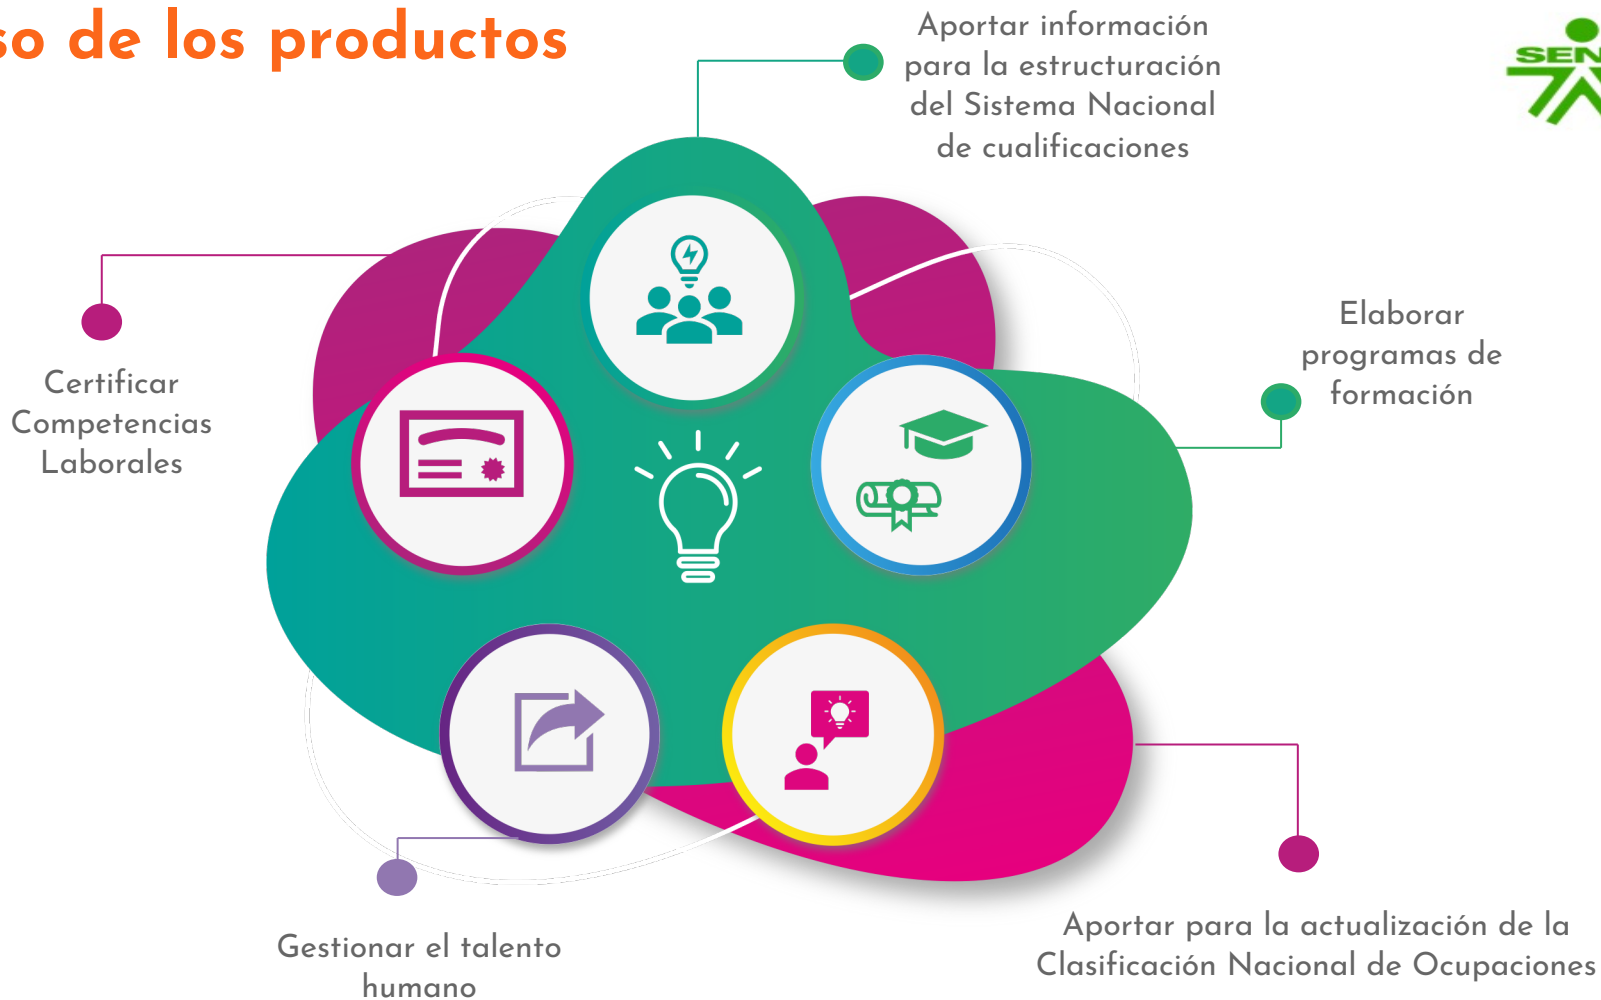 so de los productos
Aportar información
para la estructuración
del Sistema Nacional
de cualificaciones
SEN
Elaborar
programas de
formación
Certificar
Competencias
Laborales
Gestionar el talento
humano
Aportar para la actualización de la
Clasificación Nacional de Ocupaciones